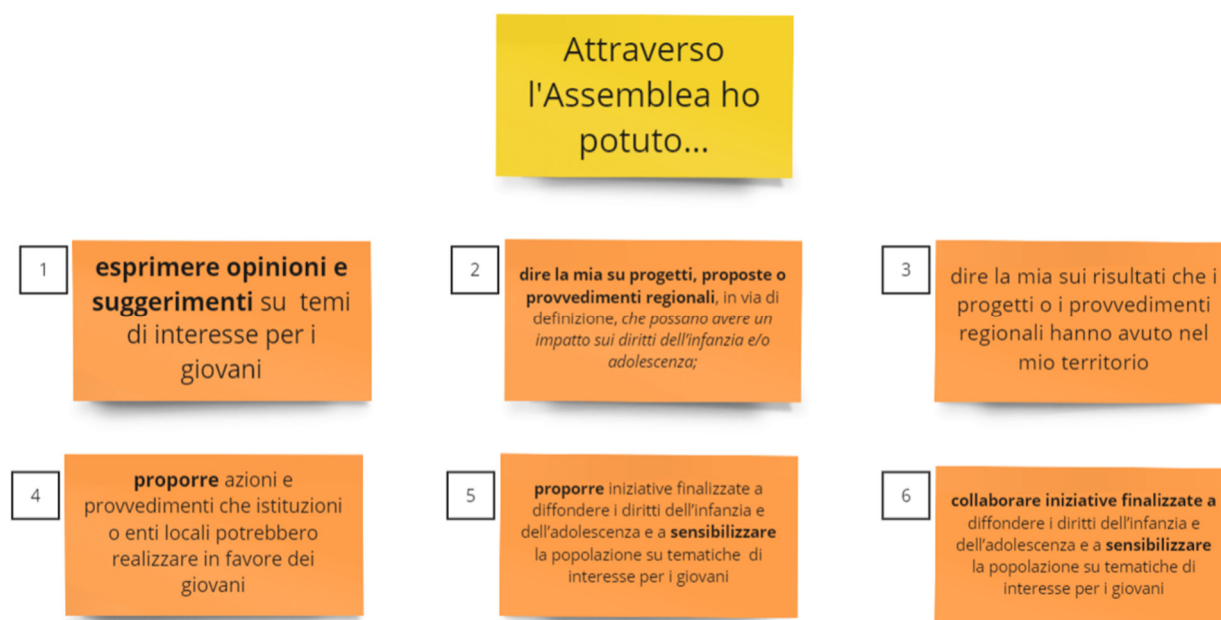 Attraverso
l'Assemblea ho
potuto...
1
esprimere opinioni e
suggerimenti su temi
di interesse per i
giovani
2
dire la mia su progetti, proposte o
provvedimenti regionali, in via di
definizione, che possano avere un
impatto sui diritti dell'infanzia e/o
adolescenza;
3
dire la mia sui risultati che i
progetti o i provvedimenti
regionali hanno avuto nel
mio territorio
4
proporre azioni e
provvedimenti che istituzioni
o enti locali potrebbero
realizzare in favore dei
giovani
5
proporre iniziative finalizzate a
diffondere i diritti dell'infanzia e
dell'adolescenza e a sensibilizzare
la popolazione su tematiche di
interesse per i giovani
6
collaborare iniziative finalizzate a
diffondere i diritti dell'infanzia e
dell'adolescenza e a sensibilizzare
la popolazione su tematiche di
interesse per i giovani